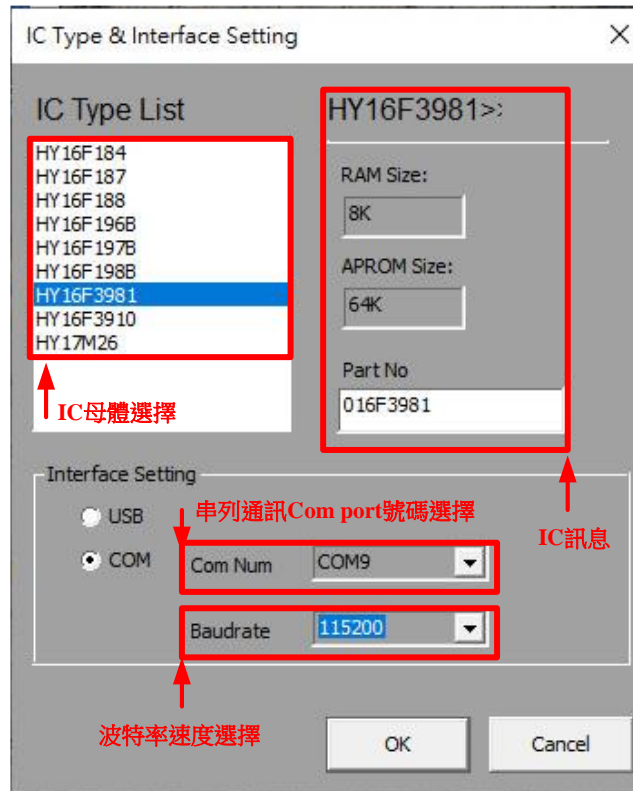 IC Type & Interface Setting
IC Type List
HY16F184
HY16F187
HY16F188
HY16F196B
HY16F197B
HY16F198B
HY16F3981
HY16F3910
HY17M26
IC母體選擇
HY16F3981>:
RAM Size:
8K
APROM Size:
64K
Part No
016F3981
IC訊息
Interface Setting
USB
串列通訊Com port號碼選擇
COM
Com Num
COM9
Baudrate
115200
波特率速度選擇
OK
Cancel